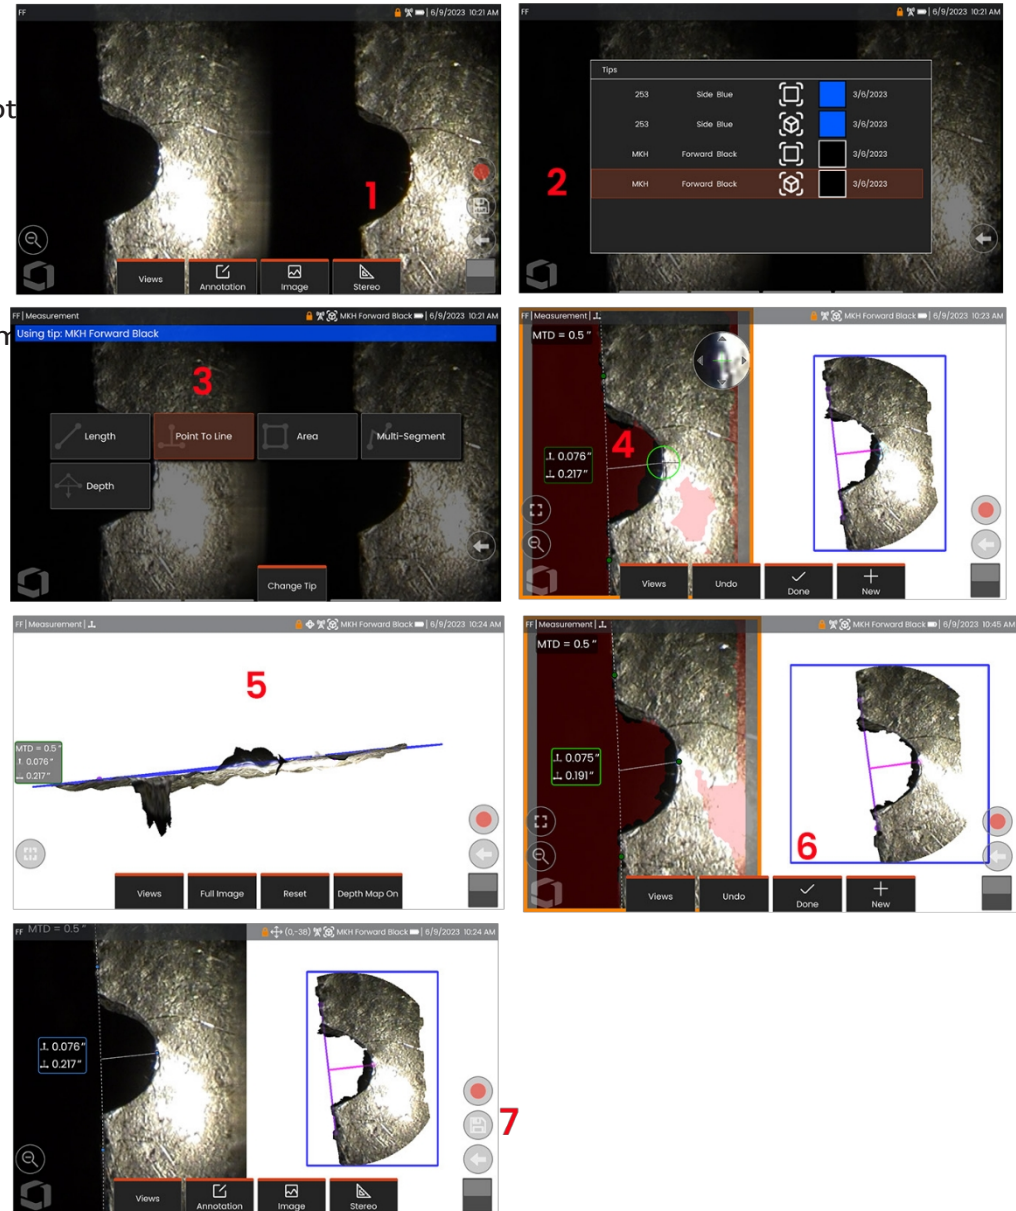 FF 6/9/2023 10:21 AM
1
Views
Annotation
Image
Stereo
FF 6/9/2023 10:21 AM
2
Tips
253 Side Blue 3/6/2023
253 Side Blue 3/6/2023
MKH Forward Black 3/6/2023
MKH Forward Black 3/6/2023
FF | Measurement MKH Forward Black | 6/9/2023 10:21 AM
Using tip: MKH Forward Black
3
Length
Point To Line
Area
Multi-Segment
Depth
Change Tip
FF | Measurement | MKH Forward Black | 6/9/2023 10:23 AM
MTD = 0.5 "
4
0.076"
0.217"
Views
Undo
Done
New
FF | Measurement | MKH Forward Black | 6/9/2023 10:24 AM
5
MTD = 0.5 "
0.076"
0.217"
Views
Full Image
Reset
Depth Map On
FF | Measurement | MKH Forward Black | 6/9/2023 10:45 AM
MTD = 0.5 "
0.075"
0.191"
6
Views
Undo
Done
New
FF MTD = 0.5 " (0,-38) MKH Forward Black | 6/9/2023 10:24 AM
0.076"
0.217"
7
Views
Annotation
Image
Stereo